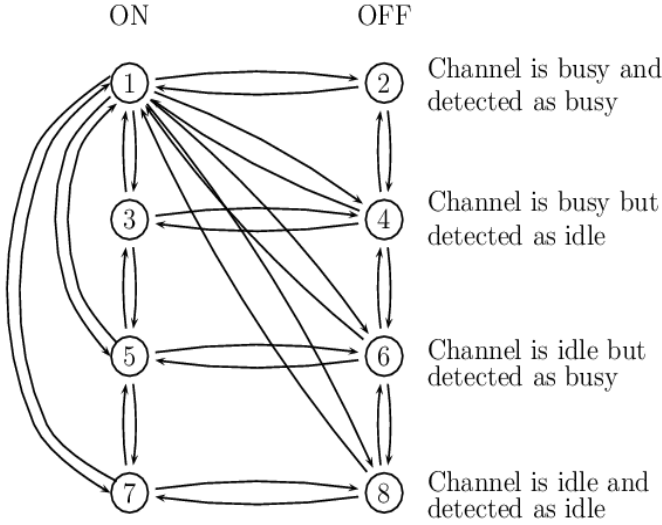 ON OFF
1 2 Channel is busy and
detected as busy
3 4 Channel is busy but
detected as idle
5 6 Channel is idle but
detected as busy
7 8 Channel is idle and
detected as idle